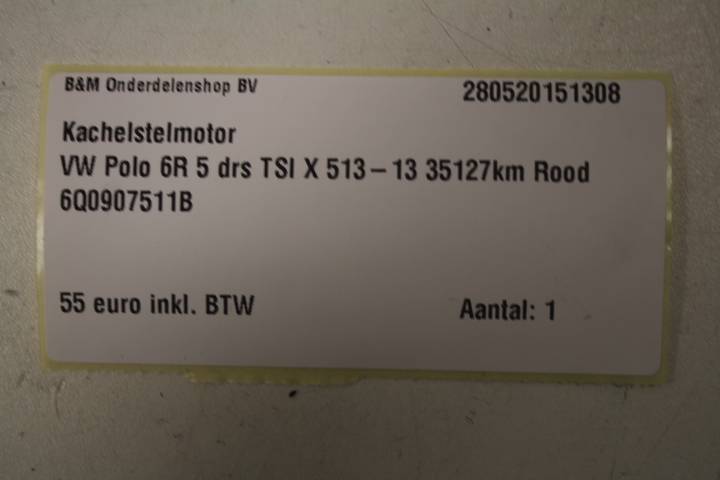 B&M Onderdelenshop BV 280520151308
Kachelstelmotor
VW Polo 6R 5 drs TSI X 513-13 35127km Rood
6Q0907511B
55 euro inkl. BTW Aantal: 1